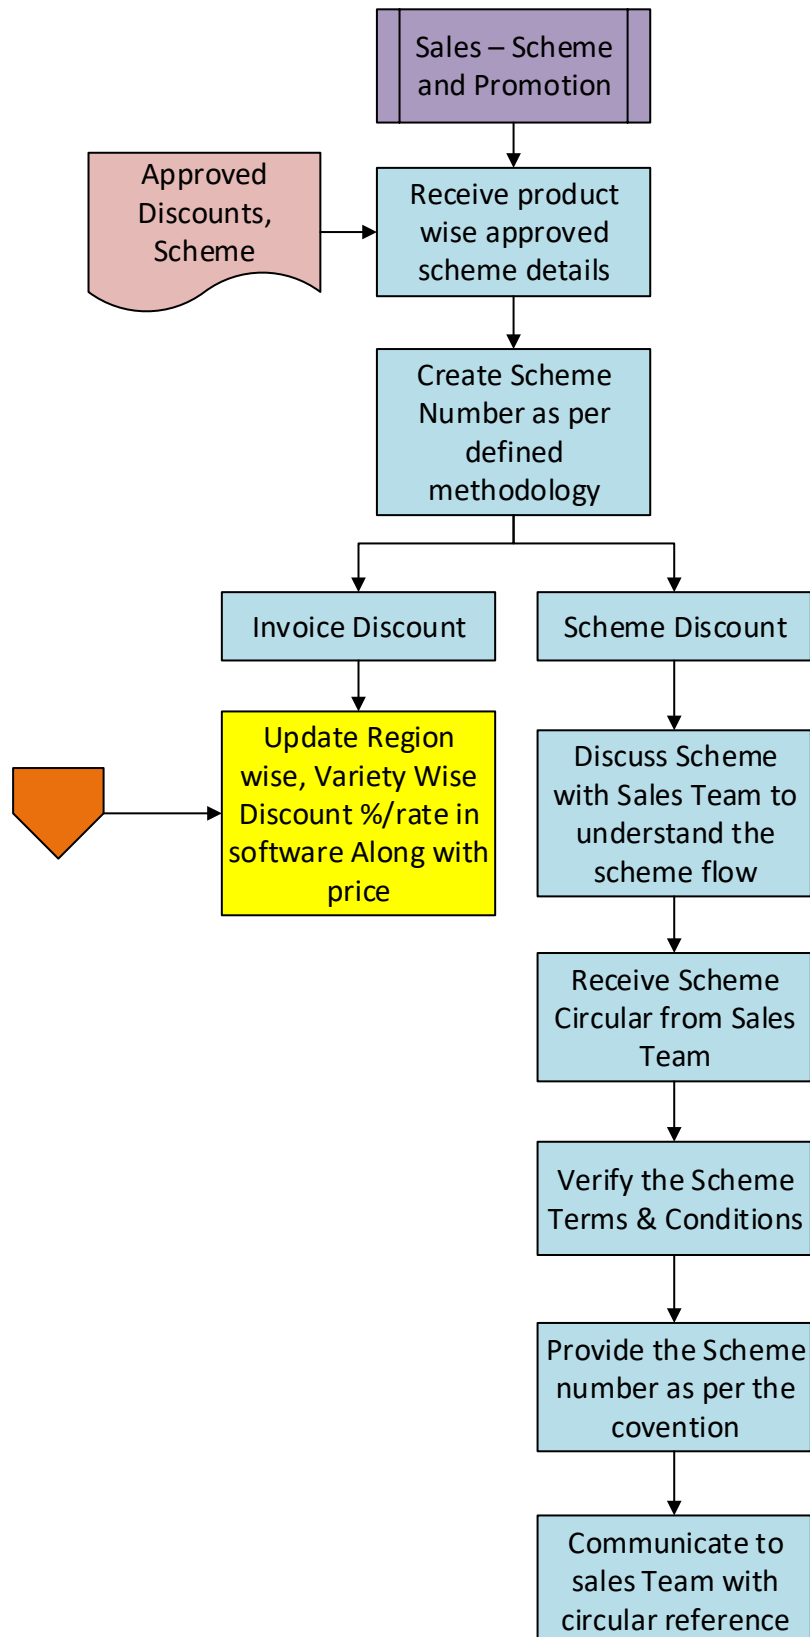 Sales – Scheme
and Promotion
Approved
Discounts,
Scheme
Receive product
wise approved
scheme details
Create Scheme
Number as per
defined
methodology
Invoice Discount
Scheme Discount
Update Region
wise, Variety Wise
Discount %/rate in
software Along with
price
Discuss Scheme
with Sales Team to
understand the
scheme flow
Receive Scheme
Circular from Sales
Team
Verify the Scheme
Terms & Conditions
Provide the Scheme
number as per the
covention
Communicate to
sales Team with
circular reference